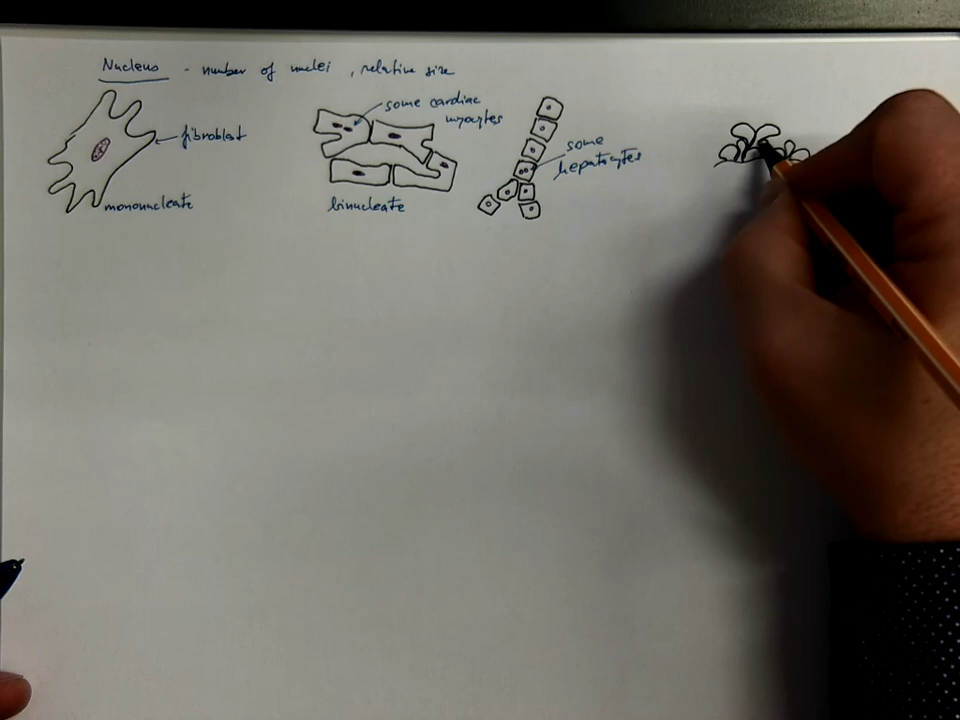 Nucleus - number of nuclei, relative size
fibroblast
mononucleate
some cardiac
myocytes
binucleate
some
hepatocytes